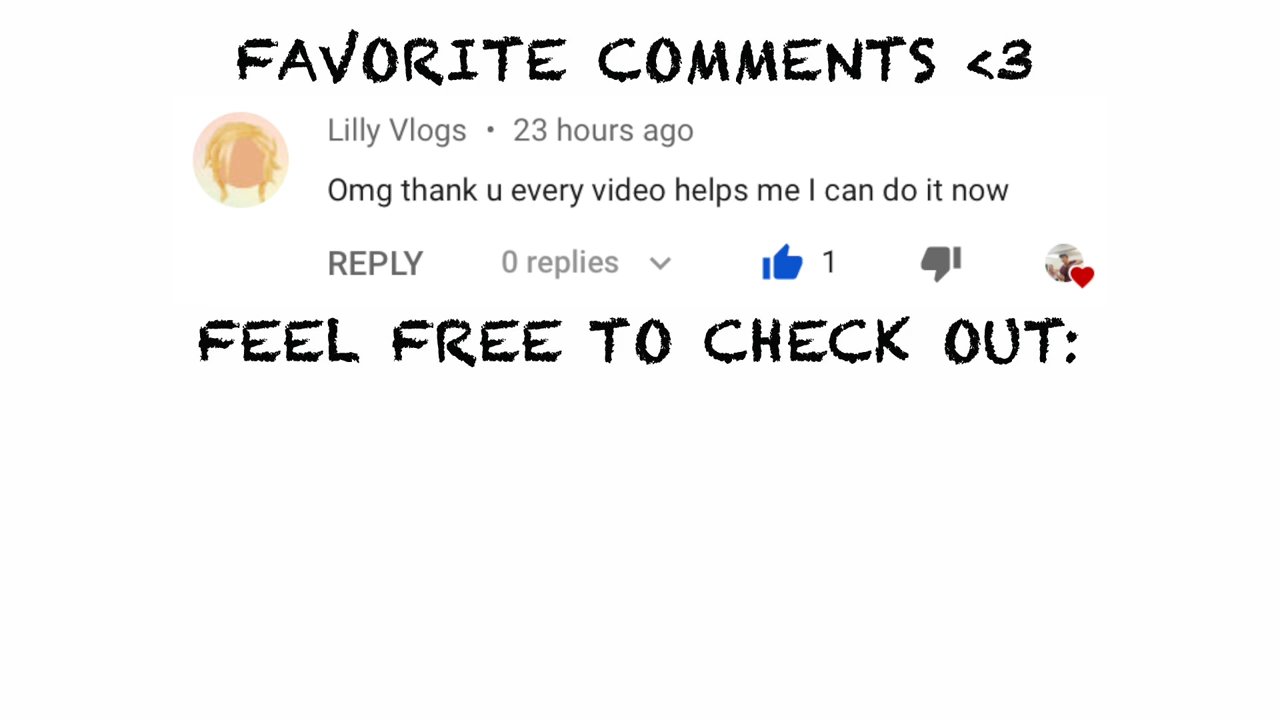 FAVORITE COMMENTS <3
Lilly Vlogs • 23 hours ago
Omg thank u every video helps me I can do it now
REPLY 0 replies 1
FEEL FREE TO CHECK OUT: